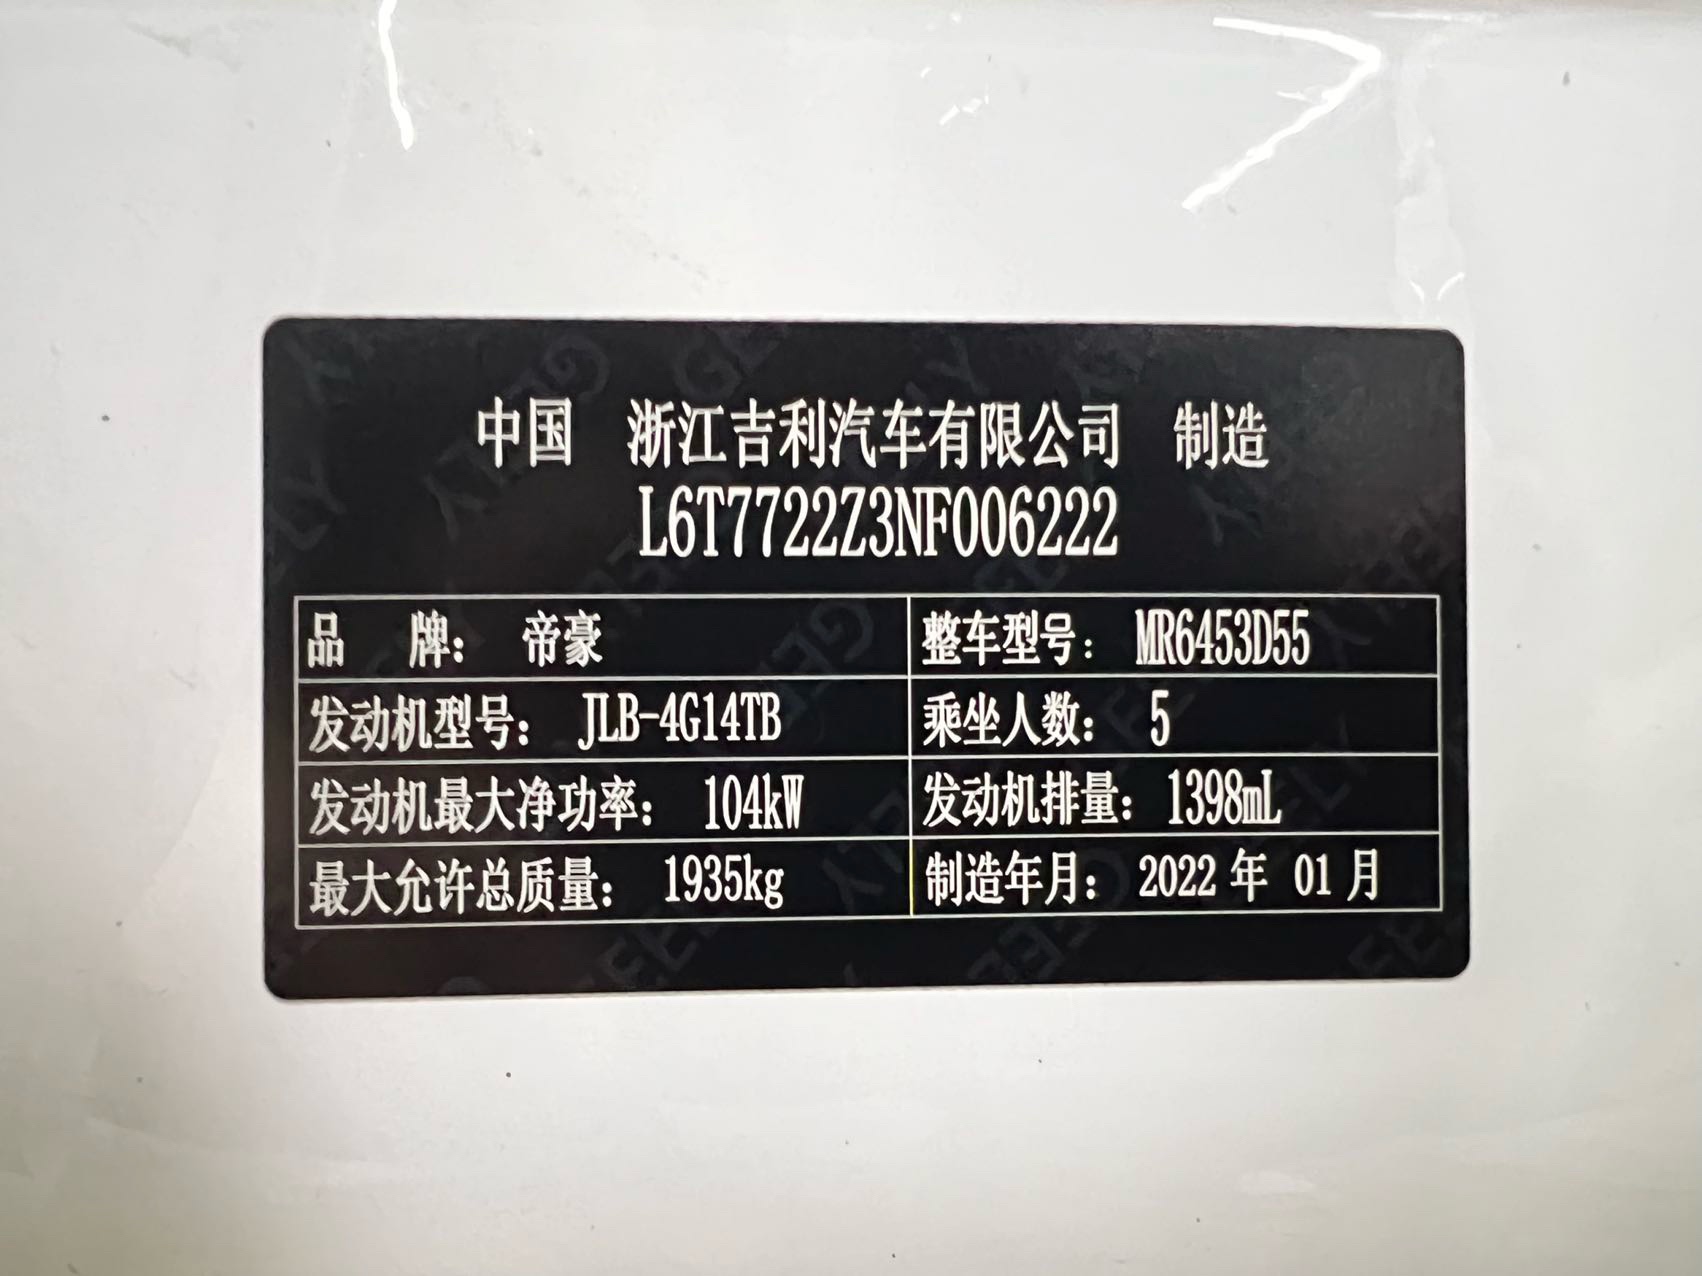 中国 浙江吉利汽车有限公司 制造
L6T7722Z3NF006222
品 牌： 帝豪 整车型号： MR6453D55
发动机型号： JLB-4G14TB 乘坐人数： 5
发动机最大净功率： 104kW 发动机排量： 1398mL
最大允许总质量： 1935kg 制造年月： 2022 年 01 月